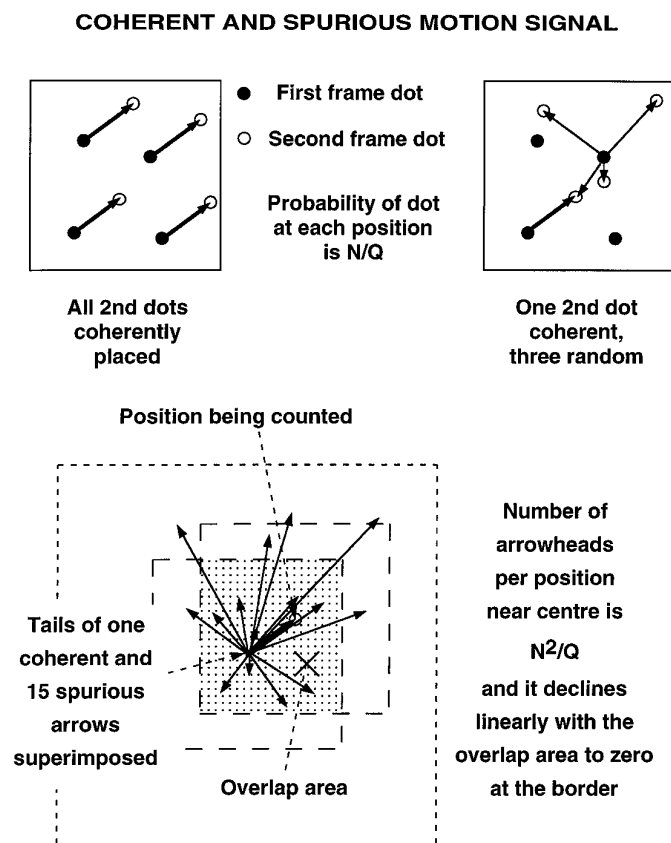 COHERENT AND SPURIOUS MOTION SIGNAL
First frame dot
Second frame dot
Probability of dot
at each position
is N/Q
All 2nd dots
coherently
placed
One 2nd dot
coherent,
three random
Position being counted
Number of
arrowheads
per position
near centre is
N²/Q
and it declines
linearly with the
overlap area to zero
at the border
Tails of one
coherent and
15 spurious
arrows
superimposed
Overlap area